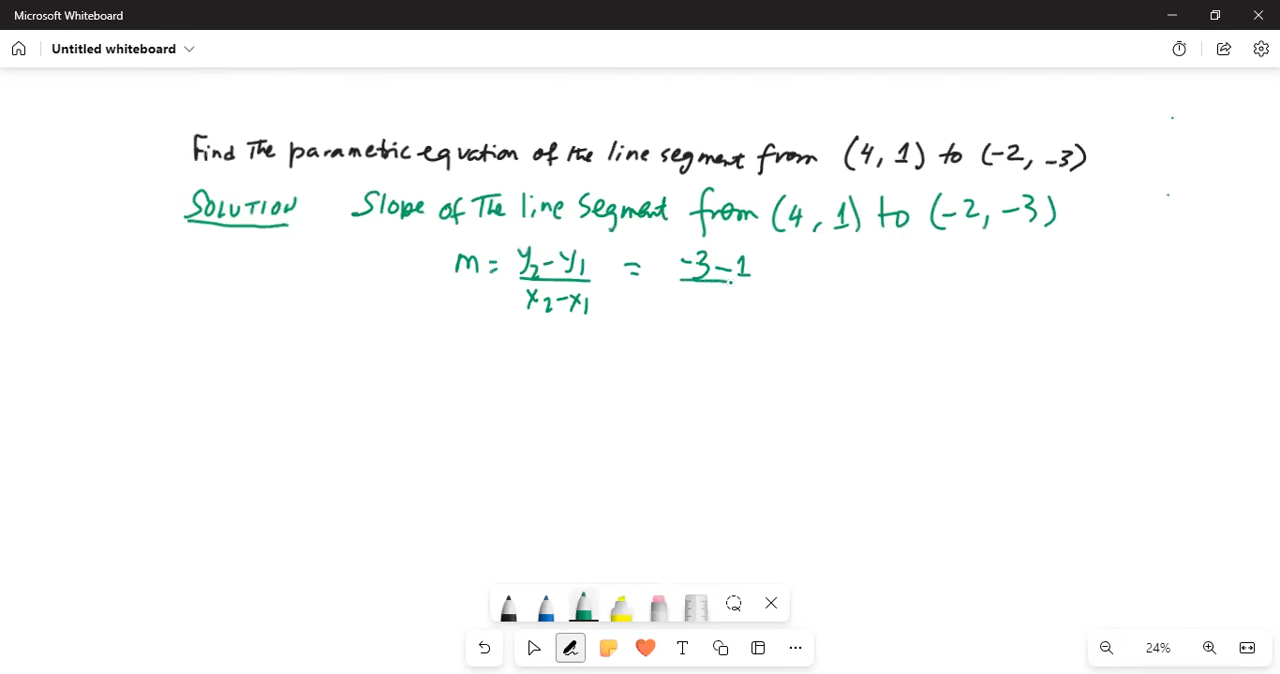 Microsoft Whiteboard
Untitled whiteboard
Find The parametric equation of the line segment from (4, 1) to (-2, -3)
SOLUTION Slope of The line Segment from (4, 1) to (-2, -3)
m = y2-y1 / x2-x1 = -3-1
T
24%